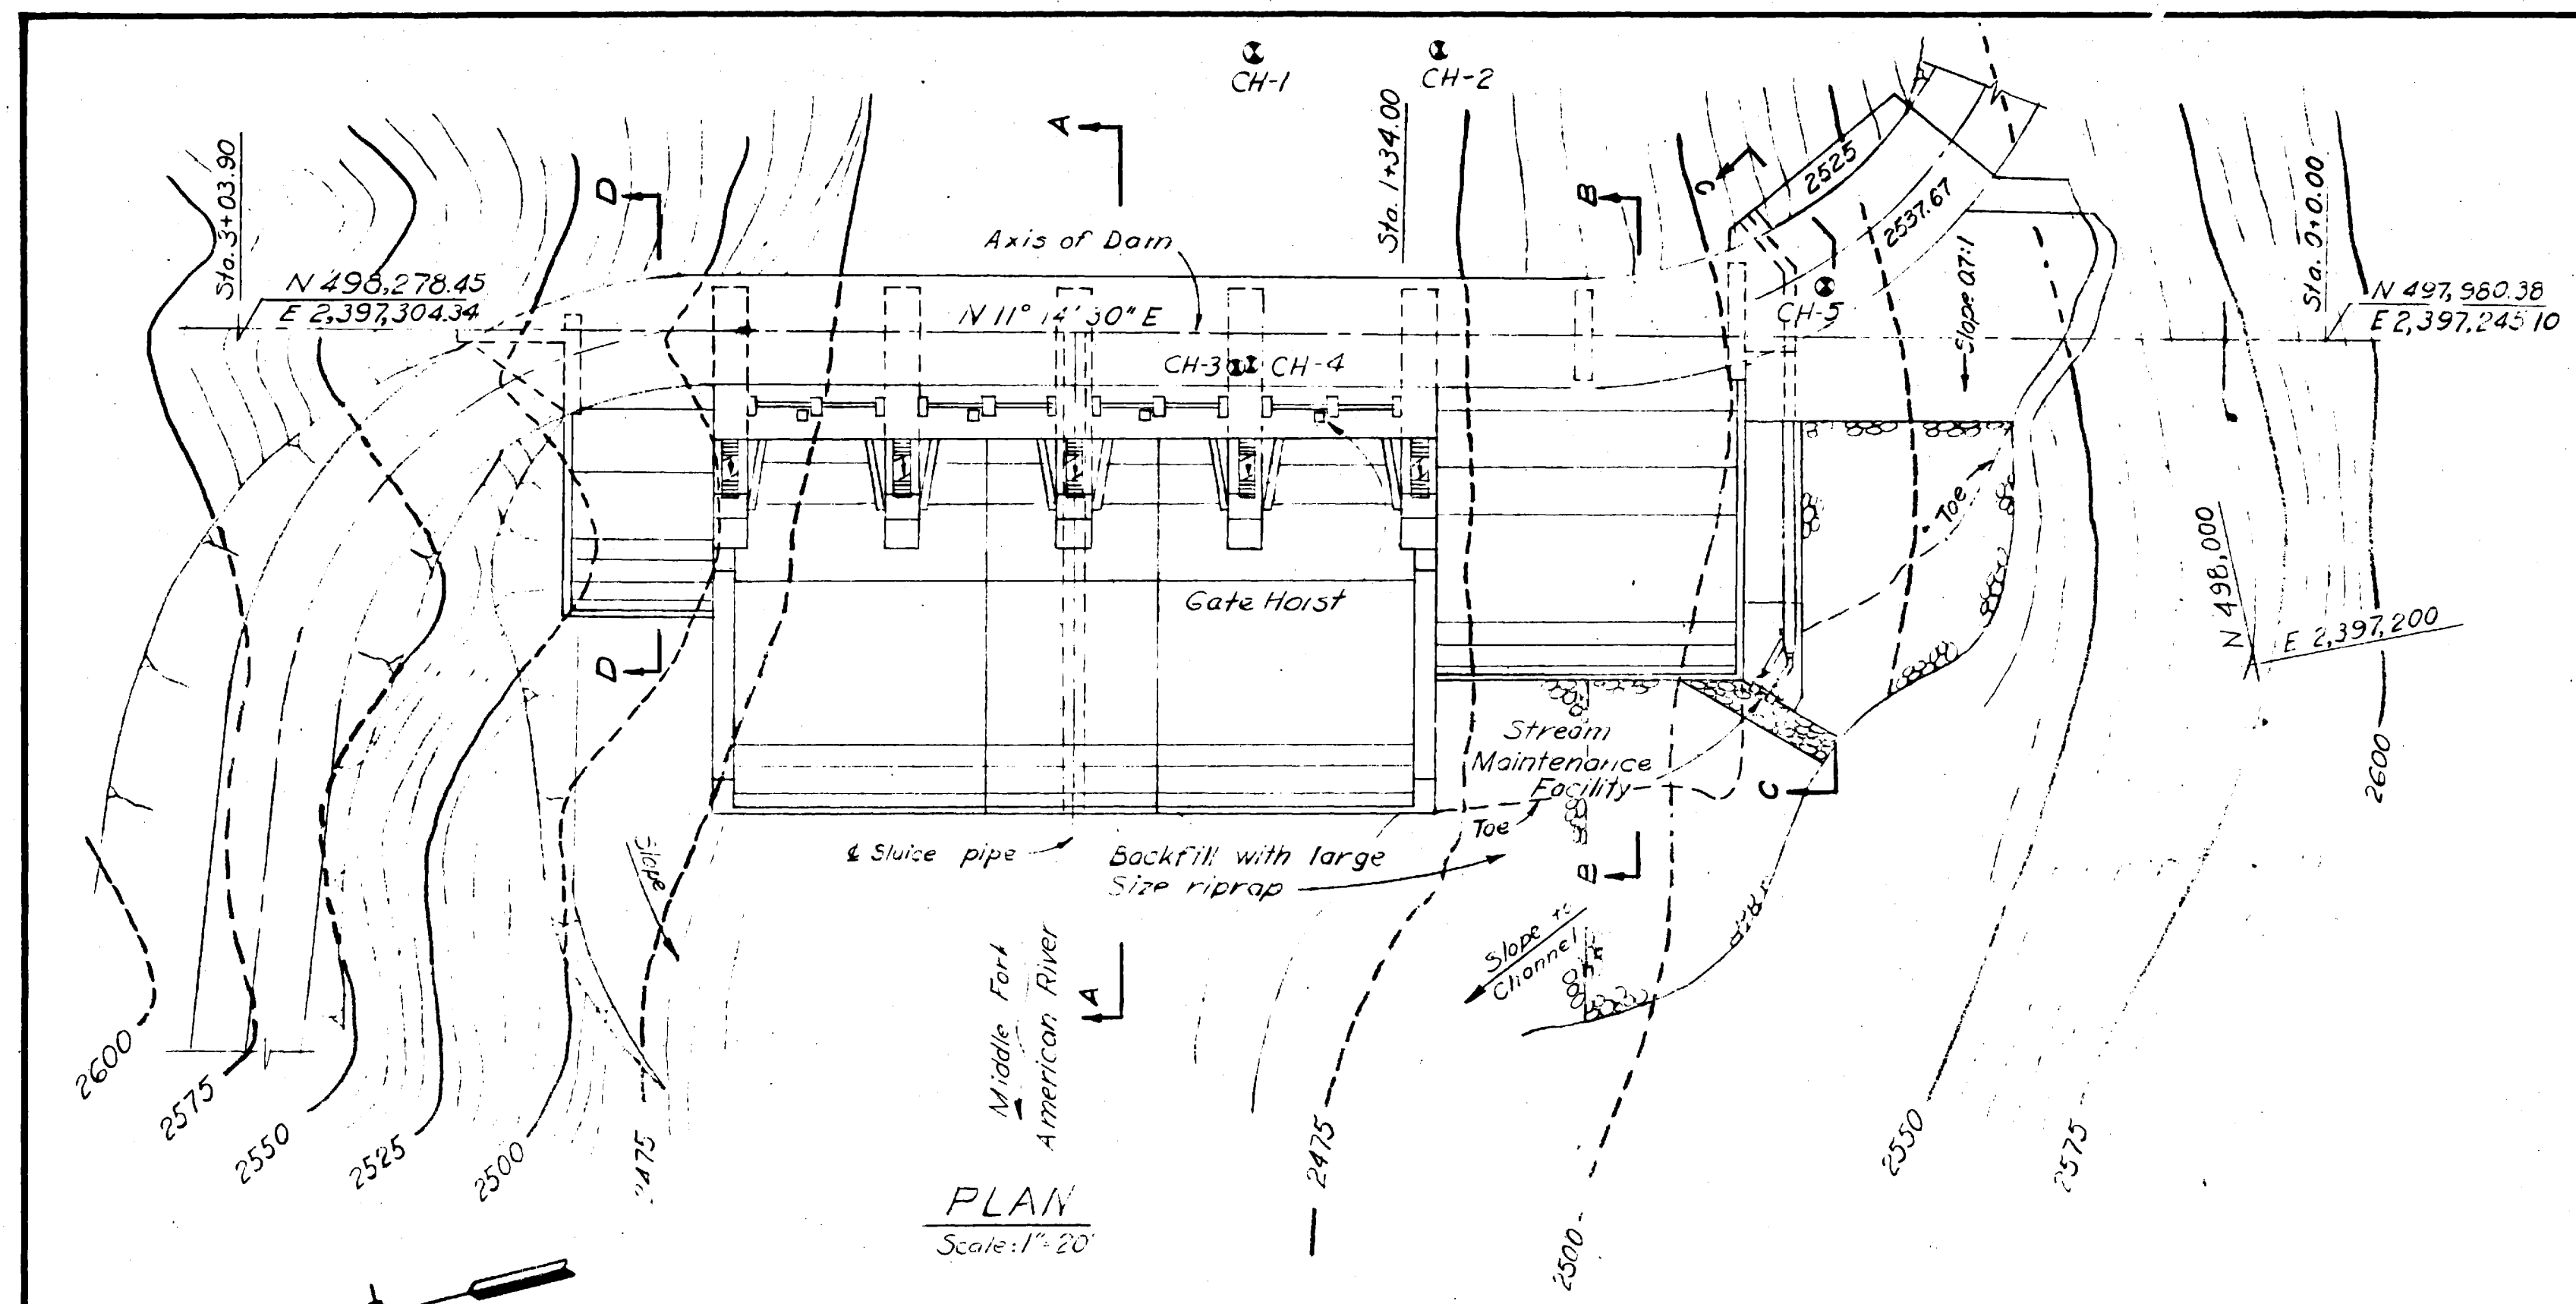 CH-1
CH-2
A
Sta. 3+03.90
Sta. 1+34.00
D
B
C
2525
2537.67
Sta. 0+0.00
Axis of Dam
N 498,278.45
E 2,397,304.34
N 11° 14' 30" E
CH-5
Slope 0.7:1
N 497,980.38
E 2,397,245.10
CH-3
CH-4
Toe
N 498,000
E 2,397,200
Gate Hoist
D
Stream
Maintenance
Facility
C
2600
Toe
℄ Sluice pipe
Backfill with large
Size riprap
B
Slope
Slope to
Channel
Middle Fork
American River
A
2600
2575
2550
2525
2500
2475
2475
2500
2550
2575
PLAN
Scale: 1"=20'